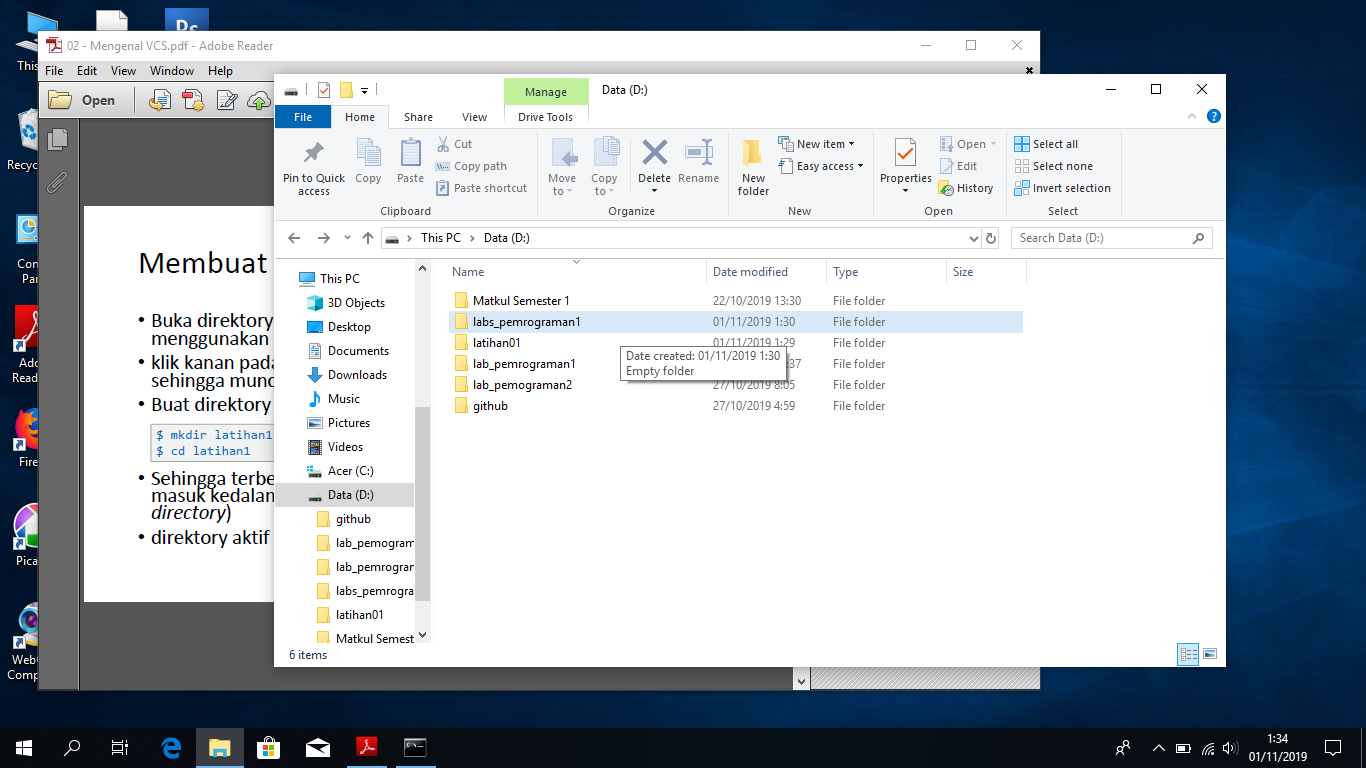 This
Ps
02 - Mengenal VCS.pdf - Adobe Reader
File Edit View Window Help
Open
Manage
Data (D:)
File Home Share View Drive Tools
Pin to Quick access
Copy
Paste
Cut
Copy path
Paste shortcut
Move to
Copy to
Delete
Rename
New folder
New item
Easy access
Properties
Open
Edit
History
Select all
Select none
Invert selection
Clipboard Organize New Open Select
This PC > Data (D:)
Search Data (D:)
This PC
3D Objects
Desktop
Documents
Downloads
Music
Pictures
Videos
Acer (C:)
Data (D:)
github
lab_pemogram
lab_pemrogran
labs_pemrogra
latihan01
Matkul Semest
Name Date modified Type Size
Matkul Semester 1 22/10/2019 13:30 File folder
labs_pemrograman1 01/11/2019 1:30 File folder
latihan01 01/11/2019 1:29 File folder
lab_pemrograman1 :37 File folder
lab_pemograman2 27/10/2019 8:05 File folder
github 27/10/2019 4:59 File folder
Date created: 01/11/2019 1:30
Empty folder
6 items
Membuat
• Buka direktory
menggunakan
• klik kanan pada
sehingga mun
• Buat direktory
$ mkdir latihan1
$ cd latihan1
• Sehingga terbe
masuk kedalan
directory)
• direktory aktif
Recyc
Con
Par
Ado
Read
Fire
Pica
Web
Comp
1:34
01/11/2019